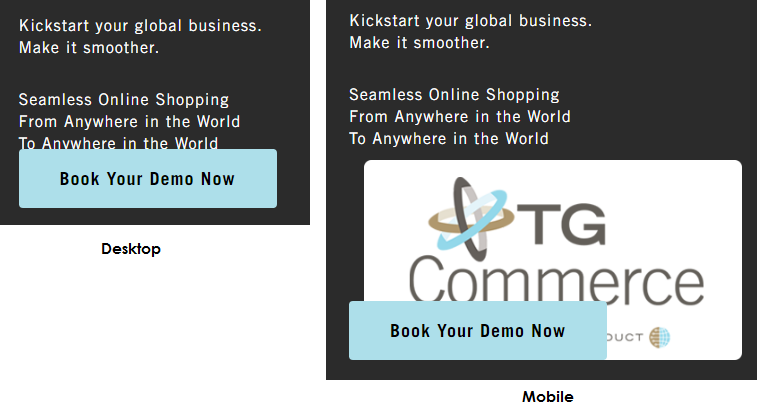 Kickstart your global business.
Make it smoother.
Seamless Online Shopping
From Anywhere in the World
To Anywhere in the World
Book Your Demo Now
Desktop
Kickstart your global business.
Make it smoother.
Seamless Online Shopping
From Anywhere in the World
To Anywhere in the World
TG
Commerce
Book Your Demo Now
Mobile